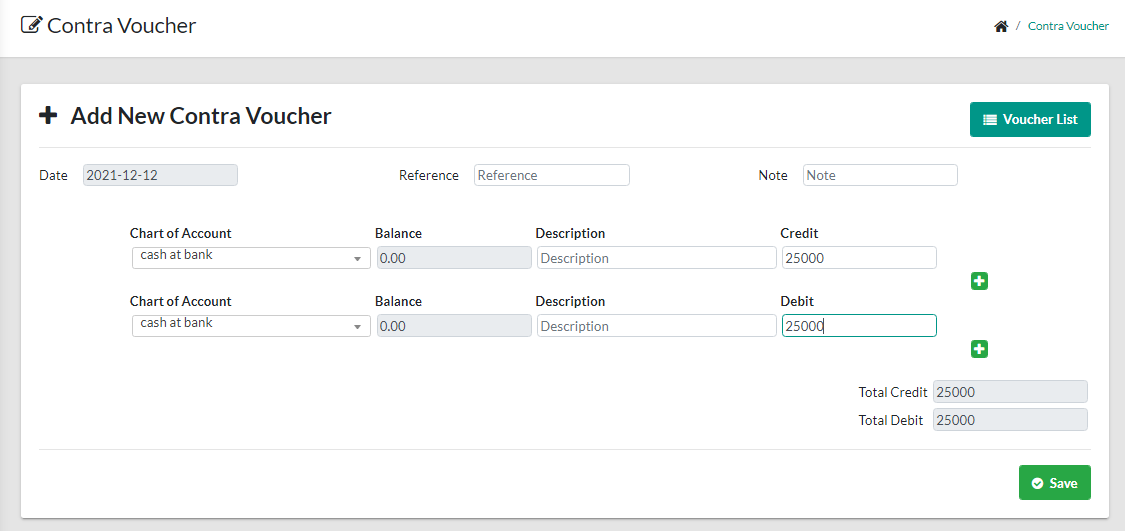 Contra Voucher
/ Contra Voucher
Add New Contra Voucher
Voucher List
Date 2021-12-12 Reference Reference Note Note
Chart of Account Balance Description Credit
cash at bank 0.00 Description 25000
Chart of Account Balance Description Debit
cash at bank 0.00 Description 25000
Total Credit 25000
Total Debit 25000
Save